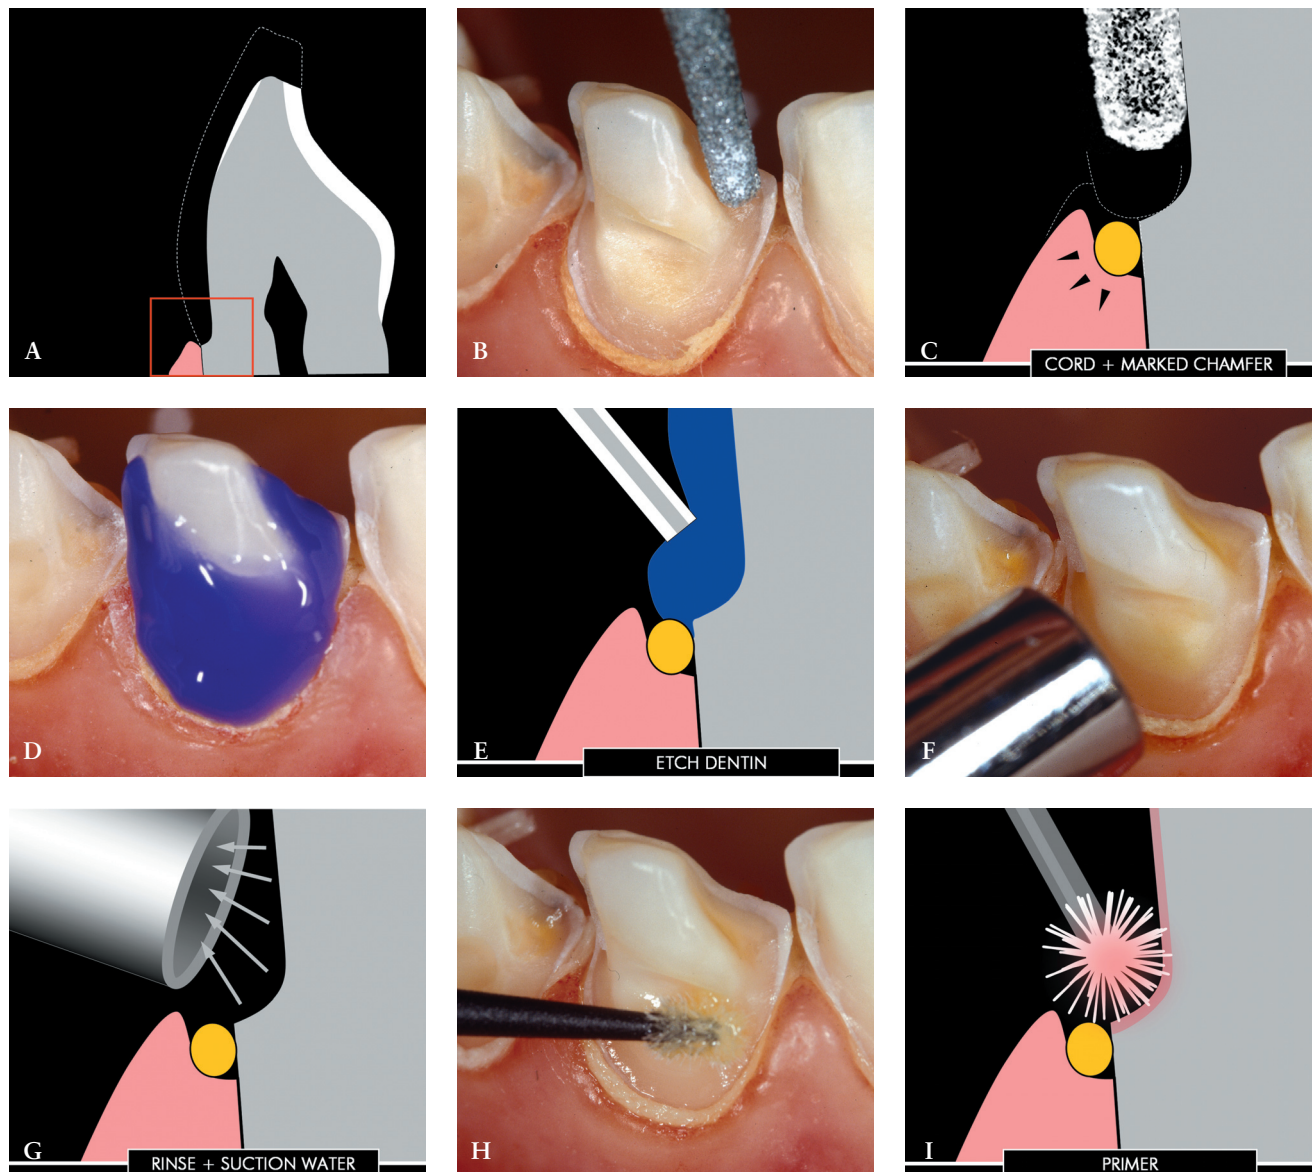 A
B
C
CORD + MARKED CHAMFER
D
E
ETCH DENTIN
F
G
RINSE + SUCTION WATER
H
I
PRIMER